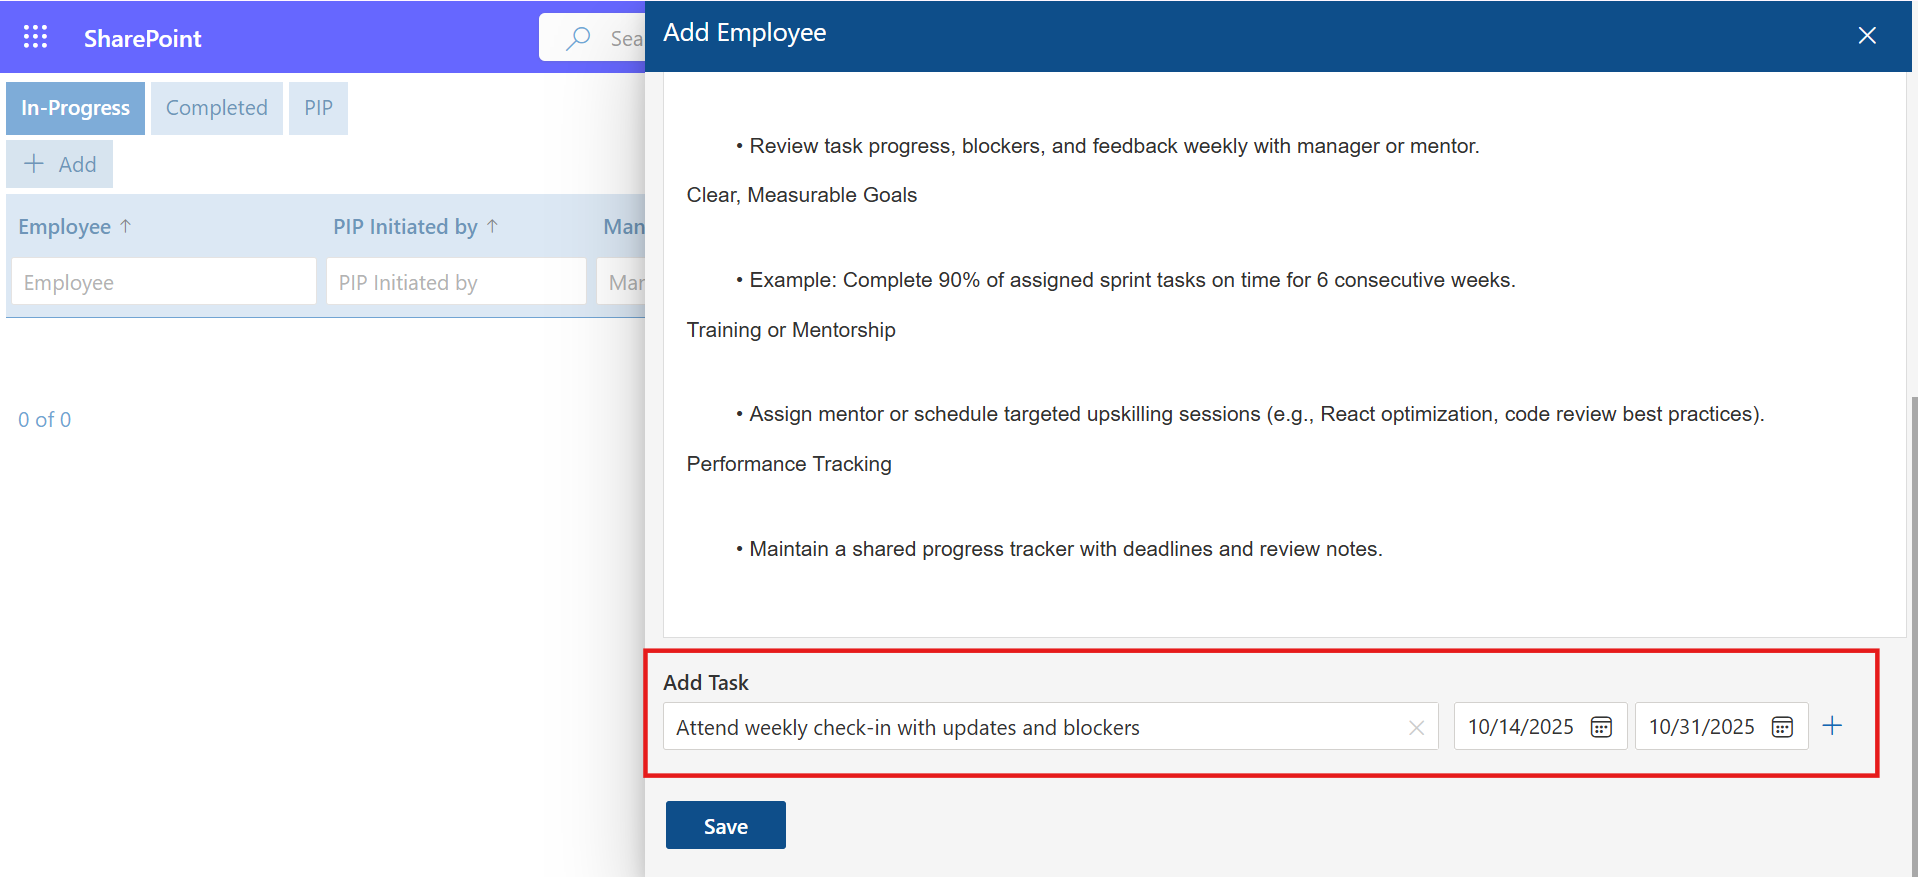 SharePoint
Sea
Add Employee
In-Progress
Completed
PIP
+ Add
Employee ↑
PIP Initiated by ↑
Man
Employee
PIP Initiated by
Mar
0 of 0
• Review task progress, blockers, and feedback weekly with manager or mentor.
Clear, Measurable Goals
• Example: Complete 90% of assigned sprint tasks on time for 6 consecutive weeks.
Training or Mentorship
• Assign mentor or schedule targeted upskilling sessions (e.g., React optimization, code review best practices).
Performance Tracking
• Maintain a shared progress tracker with deadlines and review notes.
Add Task
Attend weekly check-in with updates and blockers
10/14/2025
10/31/2025
Save